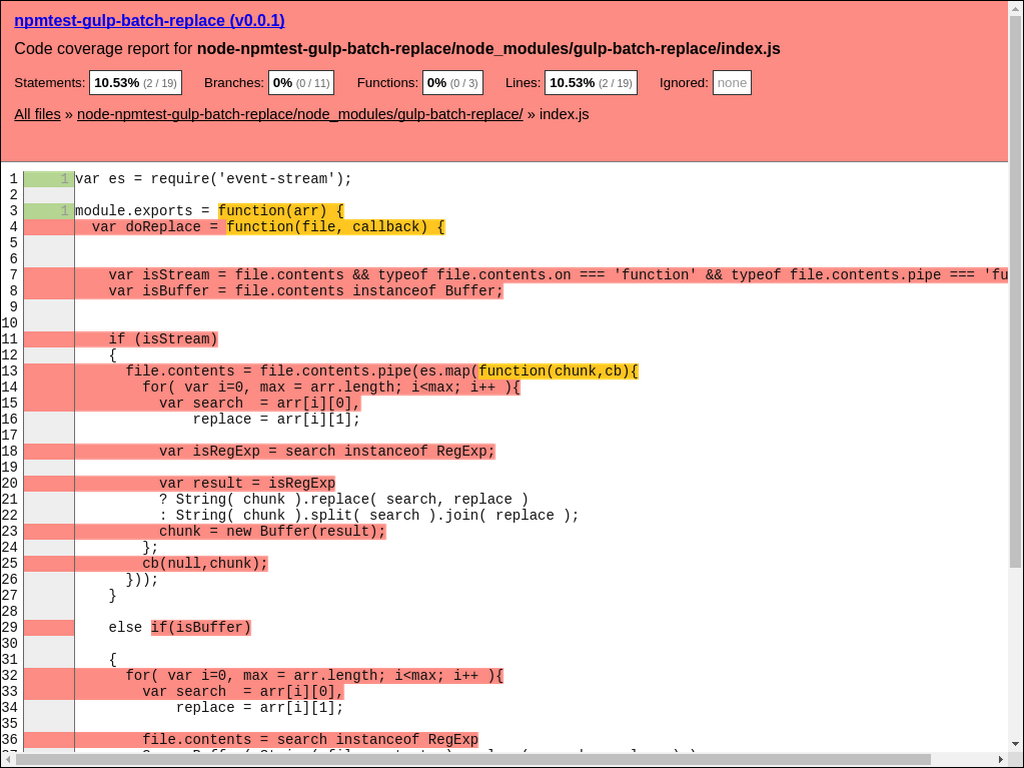 npmtest-gulp-batch-replace (v0.0.1)
Code coverage report for node-npmtest-gulp-batch-replace/node_modules/gulp-batch-replace/index.js
Statements: 10.53% (2 / 19) Branches: 0% (0 / 11) Functions: 0% (0 / 3) Lines: 10.53% (2 / 19) Ignored: none
All files » node-npmtest-gulp-batch-replace/node_modules/gulp-batch-replace/ » index.js
1 1 var es = require('event-stream');
2
3 1 module.exports = function(arr) {
4 var doReplace = function(file, callback) {
5
6
7 var isStream = file.contents && typeof file.contents.on === 'function' && typeof file.contents.pipe === 'fu
8 var isBuffer = file.contents instanceof Buffer;
9
10
11 if (isStream)
12 {
13 file.contents = file.contents.pipe(es.map(function(chunk,cb){
14 for( var i=0, max = arr.length; i<max; i++ ){
15 var search  = arr[i][0],
16 replace = arr[i][1];
17
18 var isRegExp = search instanceof RegExp;
19
20 var result = isRegExp
21 ? String( chunk ).replace( search, replace )
22 : String( chunk ).split( search ).join( replace );
23 chunk = new Buffer(result);
24 };
25 cb(null,chunk);
26 }));
27 }
28
29 else if(isBuffer)
30
31 {
32 for( var i=0, max = arr.length; i<max; i++ ){
33 var search  = arr[i][0],
34 replace = arr[i][1];
35
36 file.contents = search instanceof RegExp